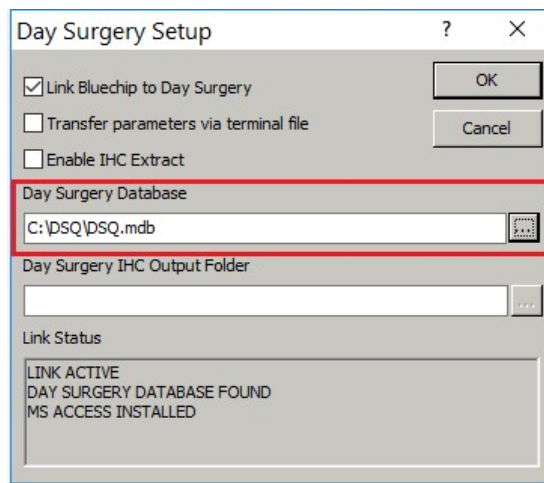 Day Surgery Setup ? ×
Link Bluechip to Day Surgery OK
Transfer parameters via terminal file Cancel
Enable IHC Extract
Day Surgery Database
C:\DSQ\DSQ.mdb ...
Day Surgery IHC Output Folder
...
Link Status
LINK ACTIVE
DAY SURGERY DATABASE FOUND
MS ACCESS INSTALLED